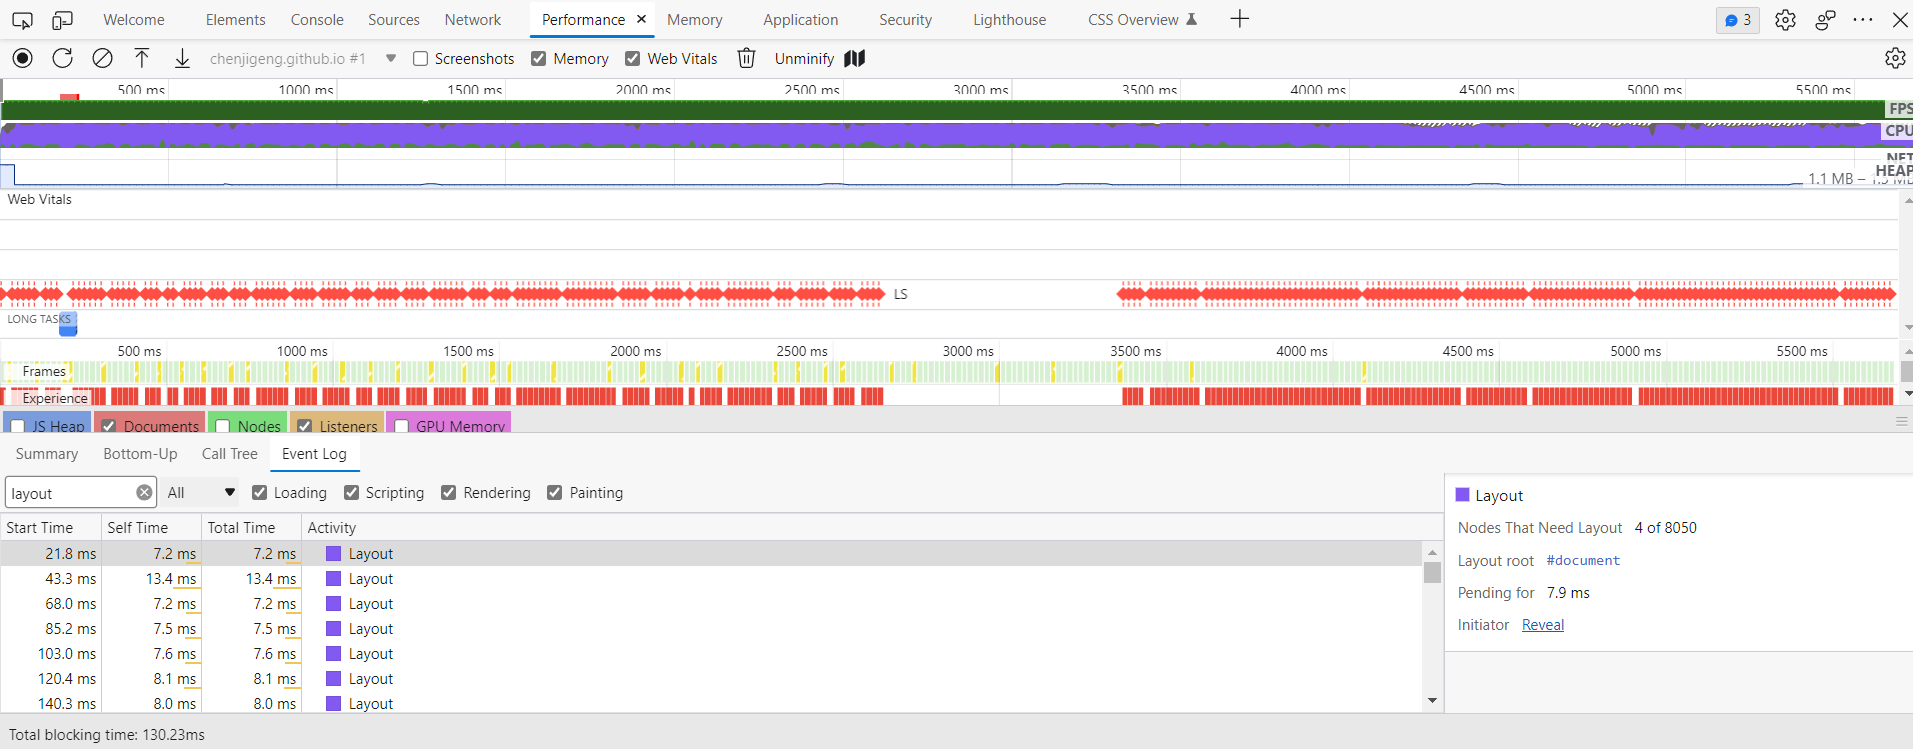 Welcome Elements Console Sources Network Performance Memory Application Security Lighthouse CSS Overview 3
chenjigeng.github.io #1 Screenshots Memory Web Vitals Unminify
500 ms 1000 ms 1500 ms 2000 ms 2500 ms 3000 ms 3500 ms 4000 ms 4500 ms 5000 ms 5500 ms
FPS
CPU
NET
HEAP
1.1 MB –
Web Vitals
LS
LONG TASKS
500 ms 1000 ms 1500 ms 2000 ms 2500 ms 3000 ms 3500 ms 4000 ms 4500 ms 5000 ms 5500 ms
Frames
Experience
JS Heap Documents Nodes Listeners GPU Memory
Summary Bottom-Up Call Tree Event Log
layout All Loading Scripting Rendering Painting
Start Time Self Time Total Time Activity
21.8 ms 7.2 ms 7.2 ms Layout
43.3 ms 13.4 ms 13.4 ms Layout
68.0 ms 7.2 ms 7.2 ms Layout
85.2 ms 7.5 ms 7.5 ms Layout
103.0 ms 7.6 ms 7.6 ms Layout
120.4 ms 8.1 ms 8.1 ms Layout
140.3 ms 8.0 ms 8.0 ms Layout
Layout
Nodes That Need Layout 4 of 8050
Layout root #document
Pending for 7.9 ms
Initiator Reveal
Total blocking time: 130.23ms